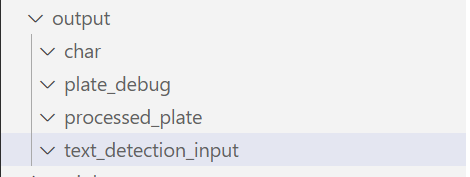 output
char
plate_debug
processed_plate
text_detection_input